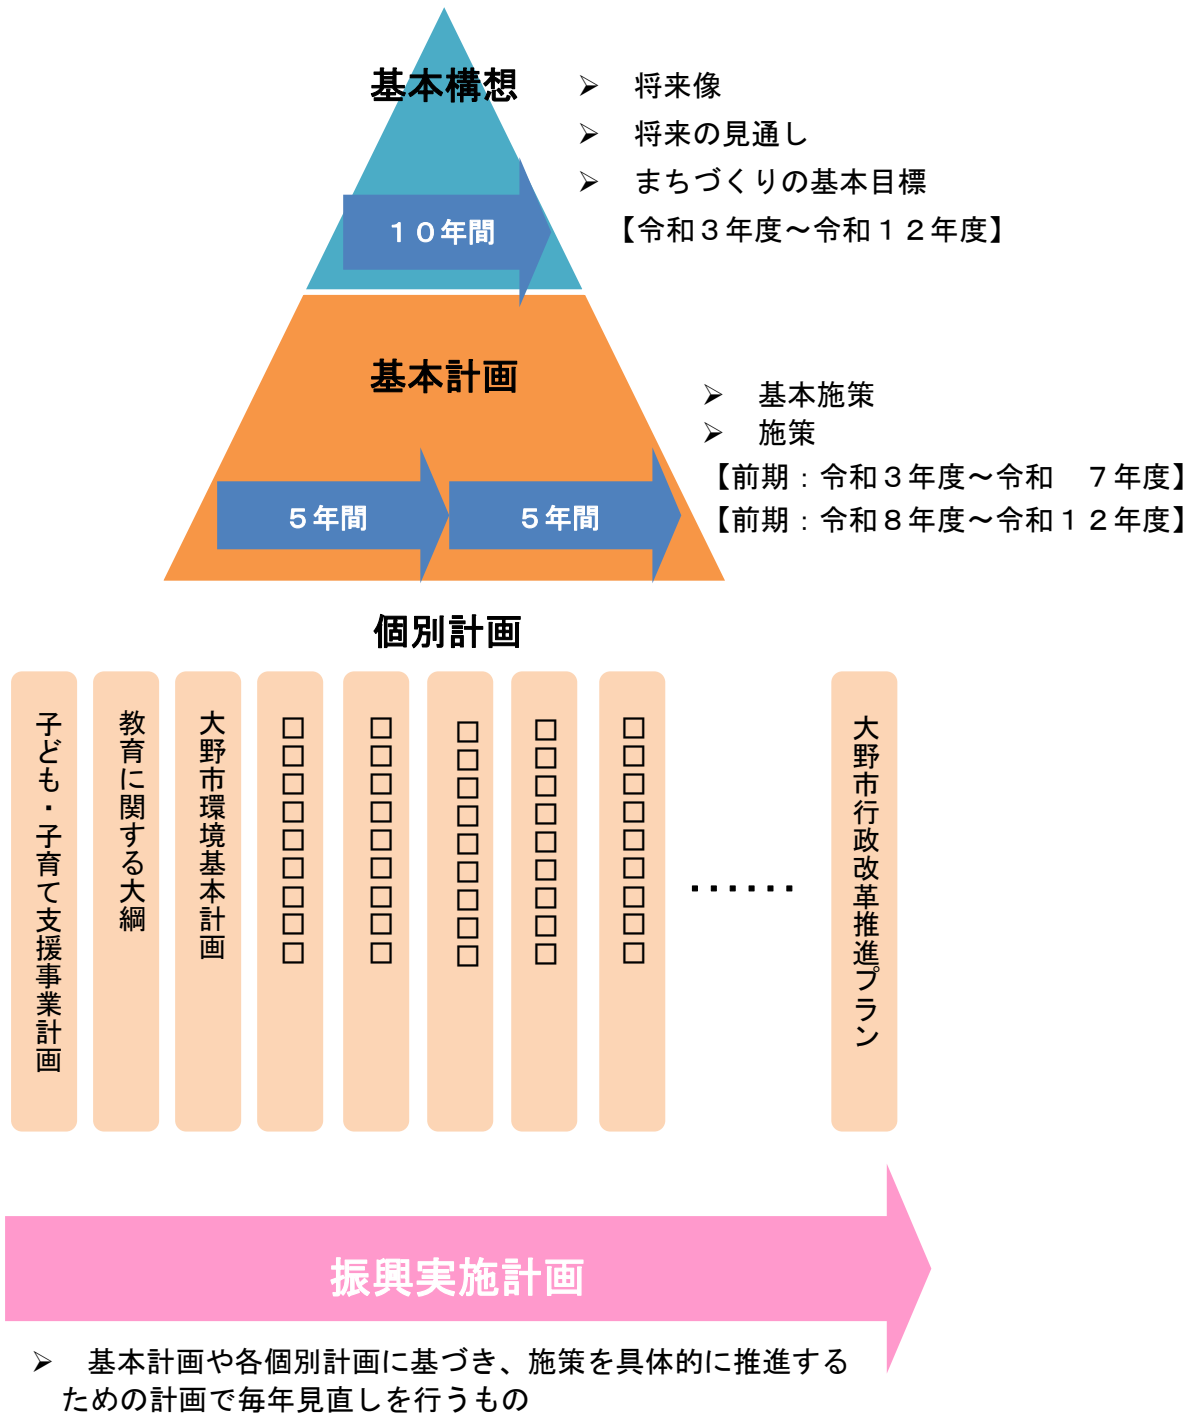 基本構想
➢ 将来像
➢ 将来の見通し
➢ まちづくりの基本目標
【令和３年度～令和１２年度】
１０年間
基本計画
➢ 基本施策
➢ 施策
【前期：令和３年度～令和　７年度】
【前期：令和８年度～令和１２年度】
５年間
５年間
個別計画
子ども・子育て支援事業計画
教育に関する大綱
大野市環境基本計画
□□□□□□□□□
□□□□□□□□□
□□□□□□□□□
□□□□□□□□□
□□□□□□□□□
・・・・・・
大野市行政改革推進プラン
振興実施計画
➢ 基本計画や各個別計画に基づき、施策を具体的に推進する
ための計画で毎年見直しを行うもの